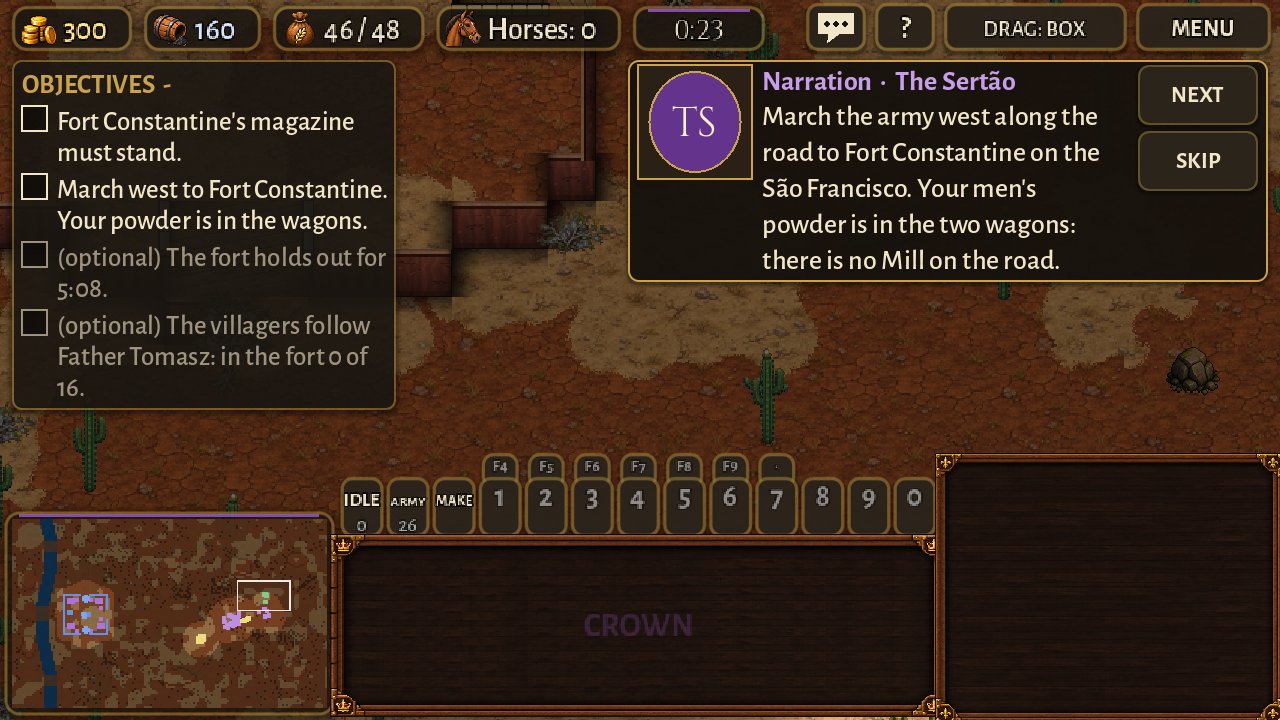 300
160
46/48
Horses: 0
0:23
?
DRAG: BOX
MENU
OBJECTIVES -
Fort Constantine's magazine
must stand.
March west to Fort Constantine.
Your powder is in the wagons.
(optional) The fort holds out for
5:08.
(optional) The villagers follow
Father Tomasz: in the fort 0 of
16.
TS
Narration · The Sertão
March the army west along the
road to Fort Constantine on the
São Francisco. Your men's
powder is in the two wagons:
there is no Mill on the road.
NEXT
SKIP
F4 F5 F6 F7 F8 F9 ·
IDLE ARMY MAKE 1 2 3 4 5 6 7 8 9 0
0 26
CROWN